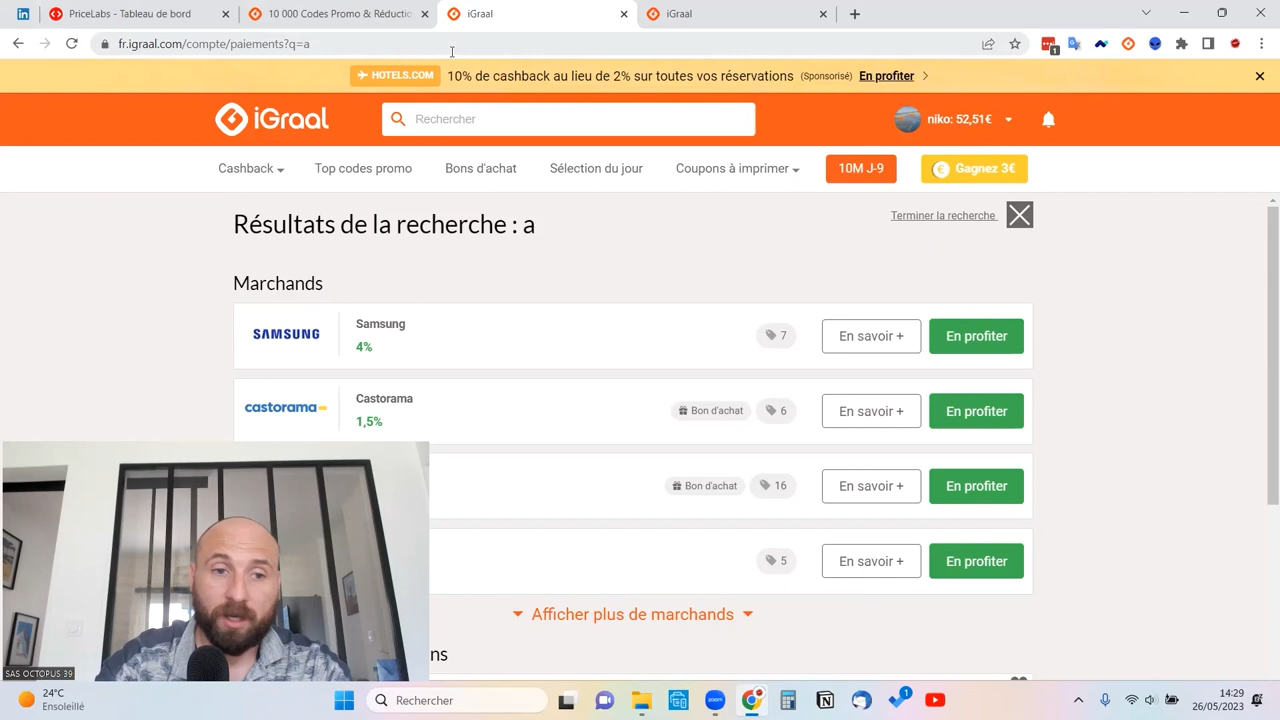 PriceLabs - Tableau de bord
10 000 Codes Promo & Réductio
iGraal
iGraal
fr.igraal.com/compte/paiements?q=a
1
HOTELS.COM 10% de cashback au lieu de 2% sur toutes vos réservations (Sponsorisé) En profiter
iGraal
Rechercher
niko: 52,51€
Cashback
Top codes promo
Bons d'achat
Sélection du jour
Coupons à imprimer
10M J-9
Gagnez 3€
Résultats de la recherche : a
Terminer la recherche
Marchands
SAMSUNG
Samsung
4%
7
En savoir +
En profiter
castorama
Castorama
1,5%
Bon d'achat
6
En savoir +
En profiter
Bon d'achat
16
En savoir +
En profiter
5
En savoir +
En profiter
Afficher plus de marchands
ns
SAS OCTOPUS 39
24°C
Ensoleillé
Rechercher
1
14:29
26/05/2023